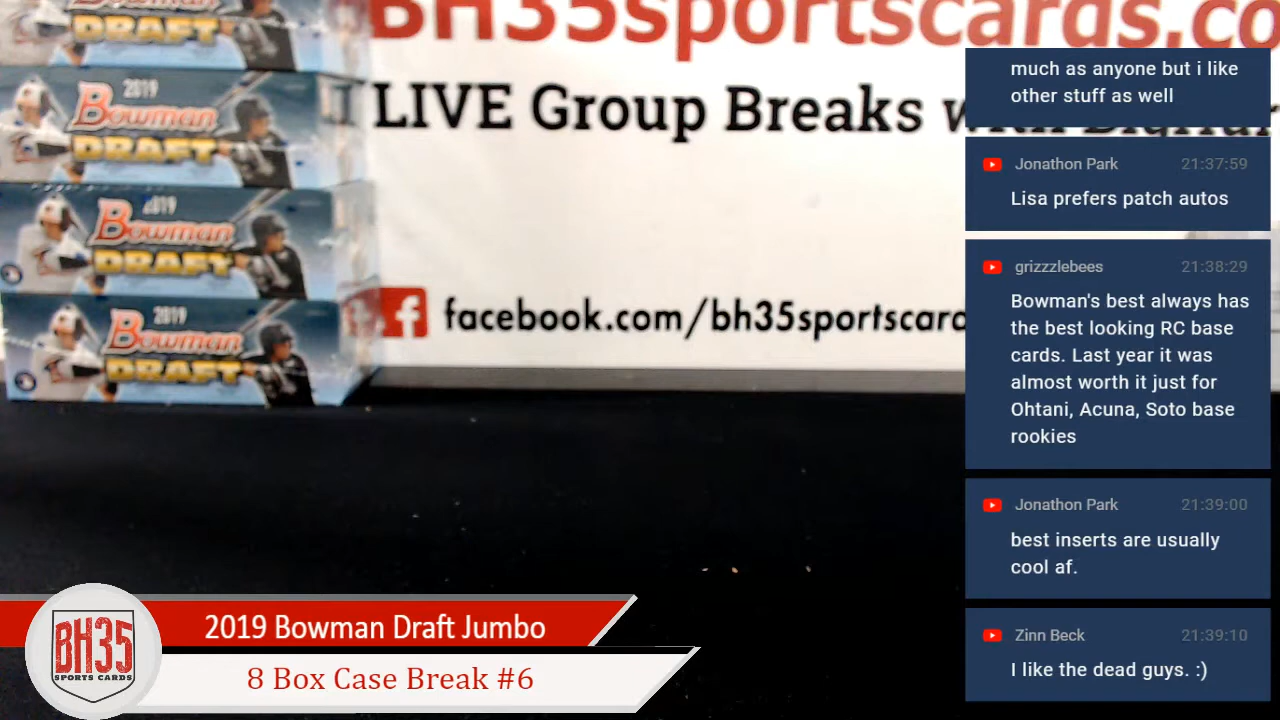 BH35sportscards.co
LIVE Group Breaks with Digital
facebook.com/bh35sportscard
DRAFT
2019
Bowman
DRAFT
2019
Bowman
DRAFT
2019
Bowman
DRAFT
much as anyone but i like
other stuff as well
Jonathon Park 21:37:59
Lisa prefers patch autos
grizzzlebees 21:38:29
Bowman's best always has
the best looking RC base
cards. Last year it was
almost worth it just for
Ohtani, Acuna, Soto base
rookies
Jonathon Park 21:39:00
best inserts are usually
cool af.
Zinn Beck 21:39:10
I like the dead guys. :)
BH35
SPORTS CARDS
2019 Bowman Draft Jumbo
8 Box Case Break #6